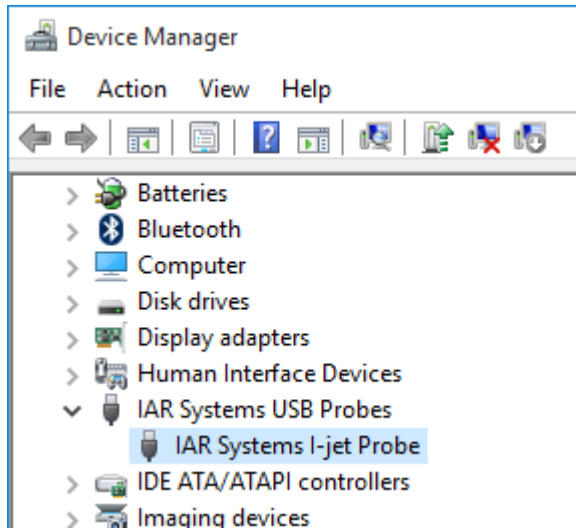 Device Manager
File Action View Help
Batteries
Bluetooth
Computer
Disk drives
Display adapters
Human Interface Devices
IAR Systems USB Probes
IAR Systems I-jet Probe
IDE ATA/ATAPI controllers
Imaging devices